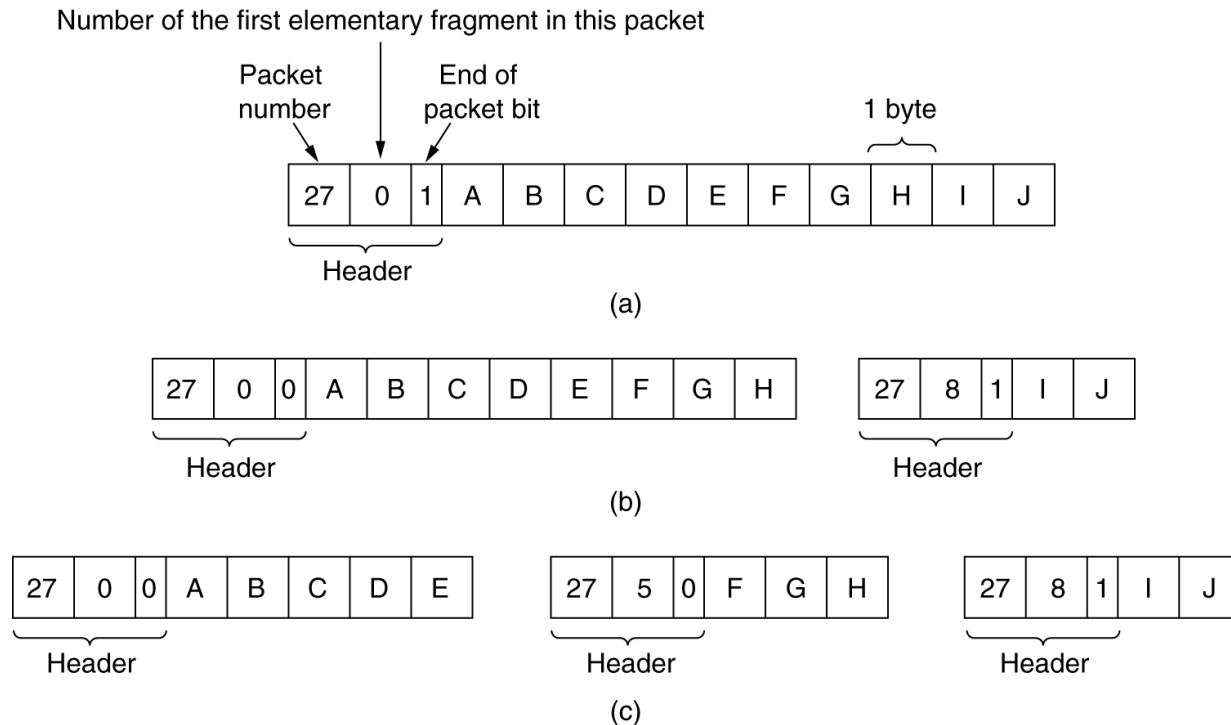 Number of the first elementary fragment in this packet
Packet
number
End of
packet bit
1 byte
27 0 1 A B C D E F G H I J
Header
(a)
27 0 0 A B C D E F G H
27 8 1 I J
Header
Header
(b)
27 0 0 A B C D E
27 5 0 F G H
27 8 1 I J
Header
Header
Header
(c)